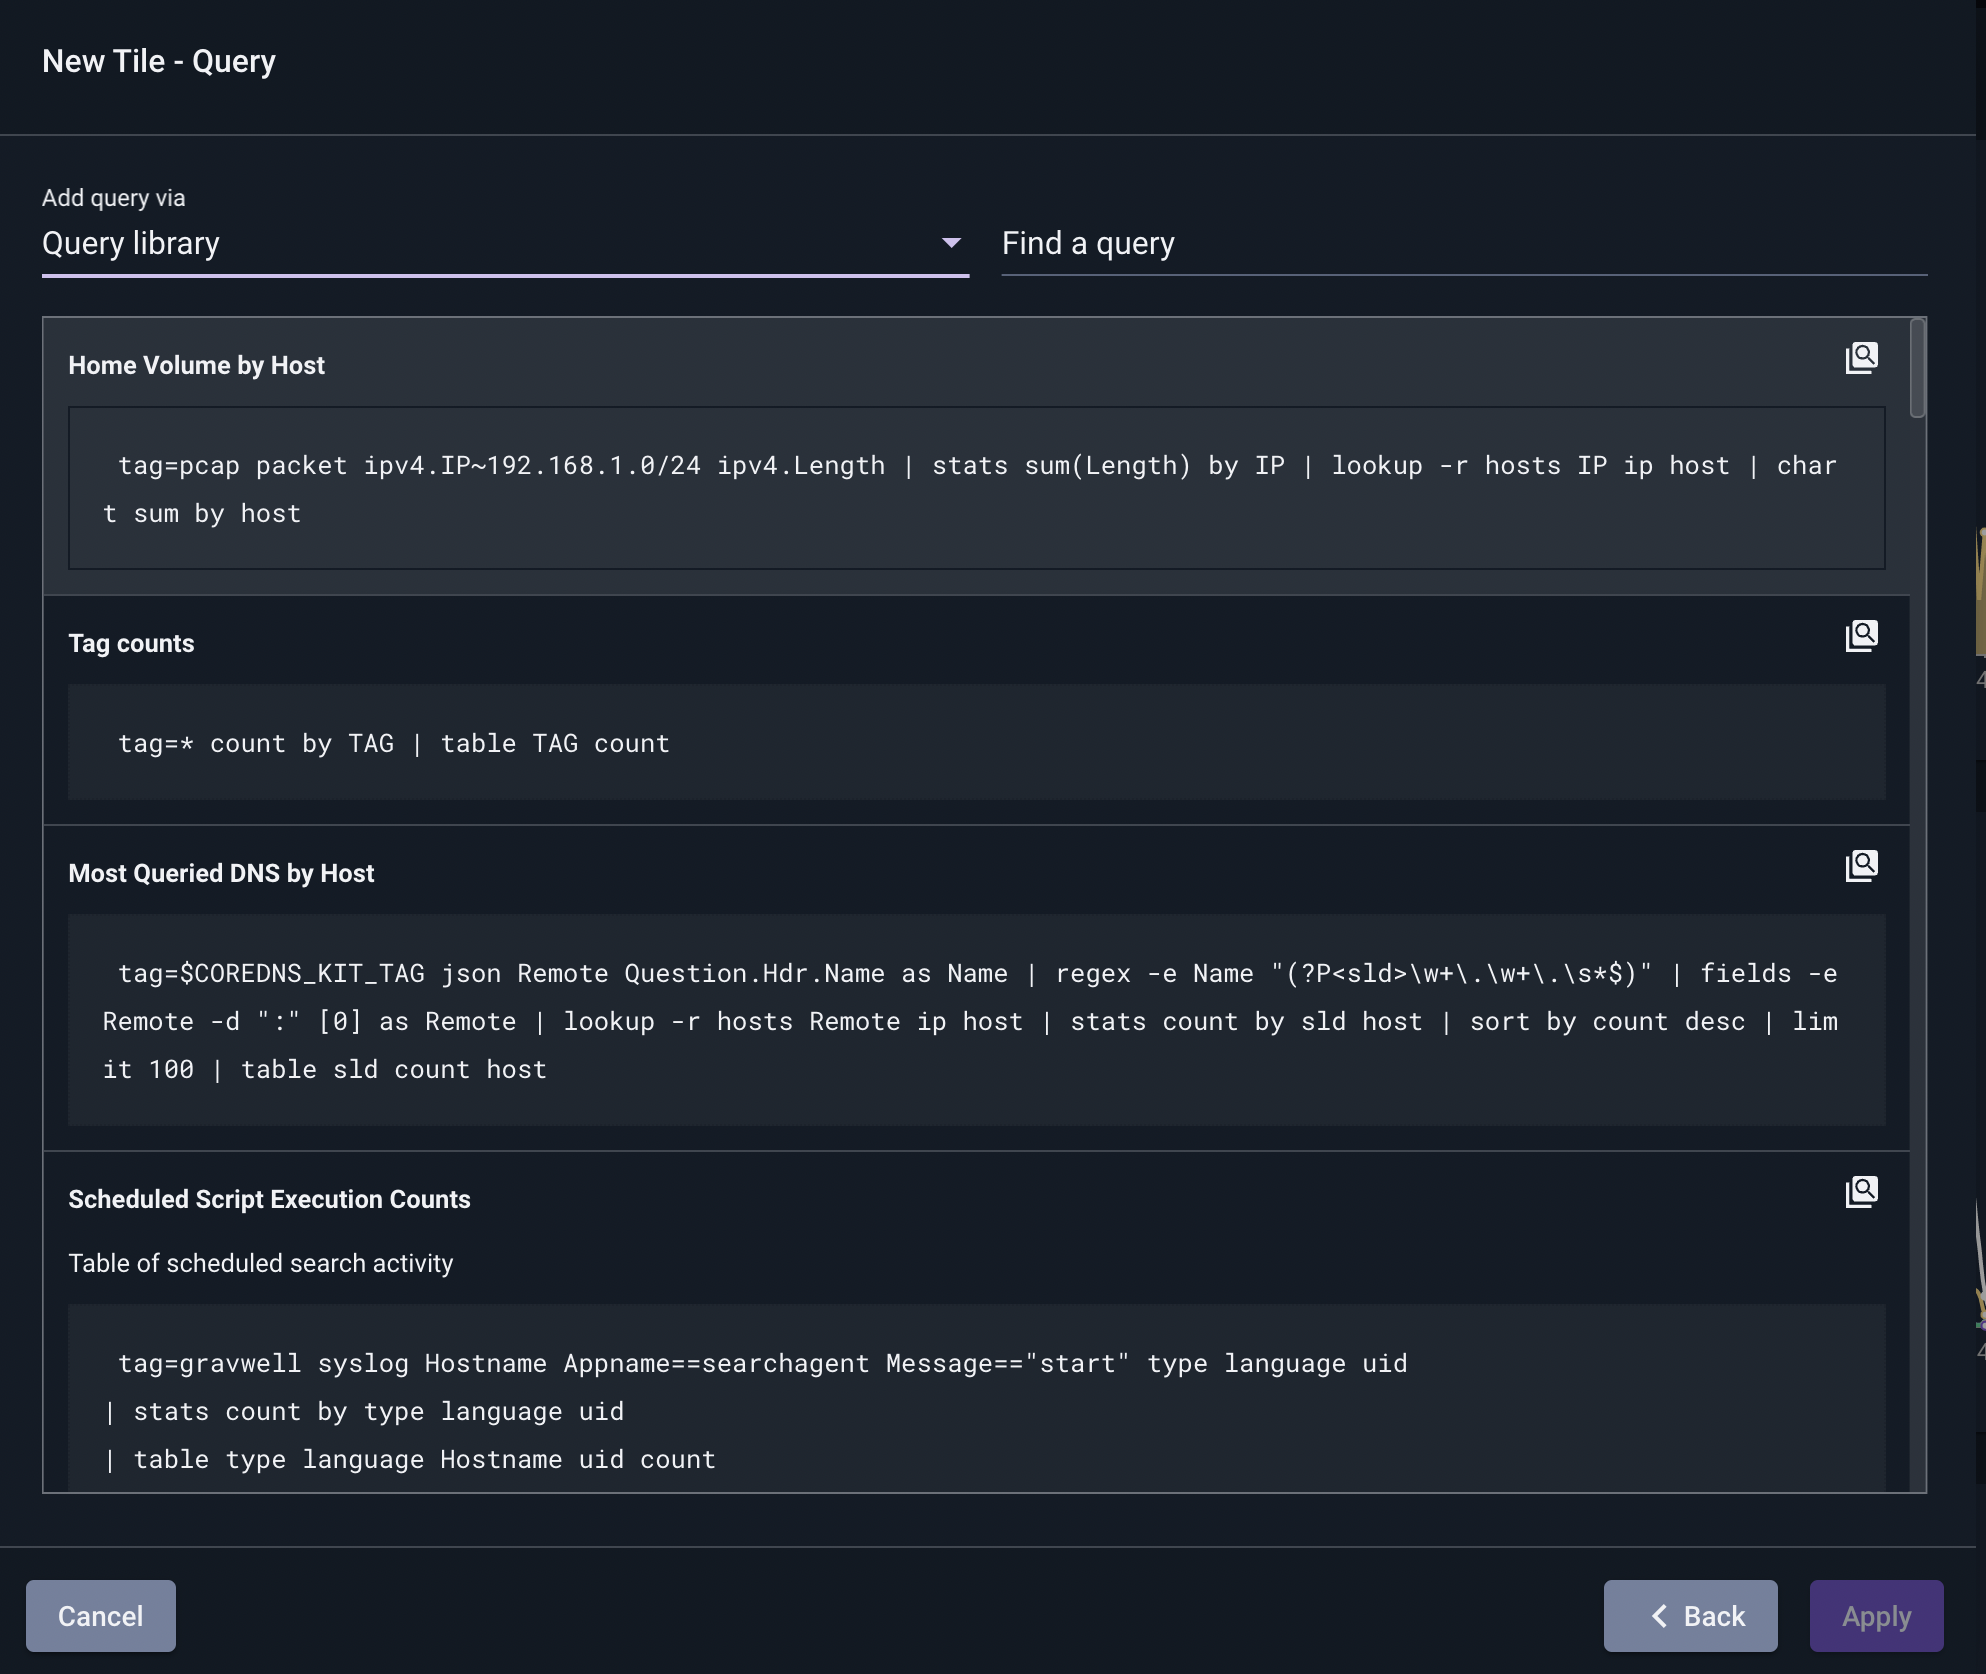 New Tile - Query
Add query via
Query library
Find a query
Home Volume by Host
tag=pcap packet ipv4.IP~192.168.1.0/24 ipv4.Length | stats sum(Length) by IP | lookup -r hosts IP ip host | char
t sum by host
Tag counts
tag=* count by TAG | table TAG count
Most Queried DNS by Host
tag=$COREDNS_KIT_TAG json Remote Question.Hdr.Name as Name | regex -e Name "(?P<sld>\w+\.\w+\.\s*$)" | fields -e
Remote -d ":" [0] as Remote | lookup -r hosts Remote ip host | stats count by sld host | sort by count desc | lim
it 100 | table sld count host
Scheduled Script Execution Counts
Table of scheduled search activity
tag=gravwell syslog Hostname Appname==searchagent Message=="start" type language uid
| stats count by type language uid
| table type language Hostname uid count
Cancel
Back
Apply